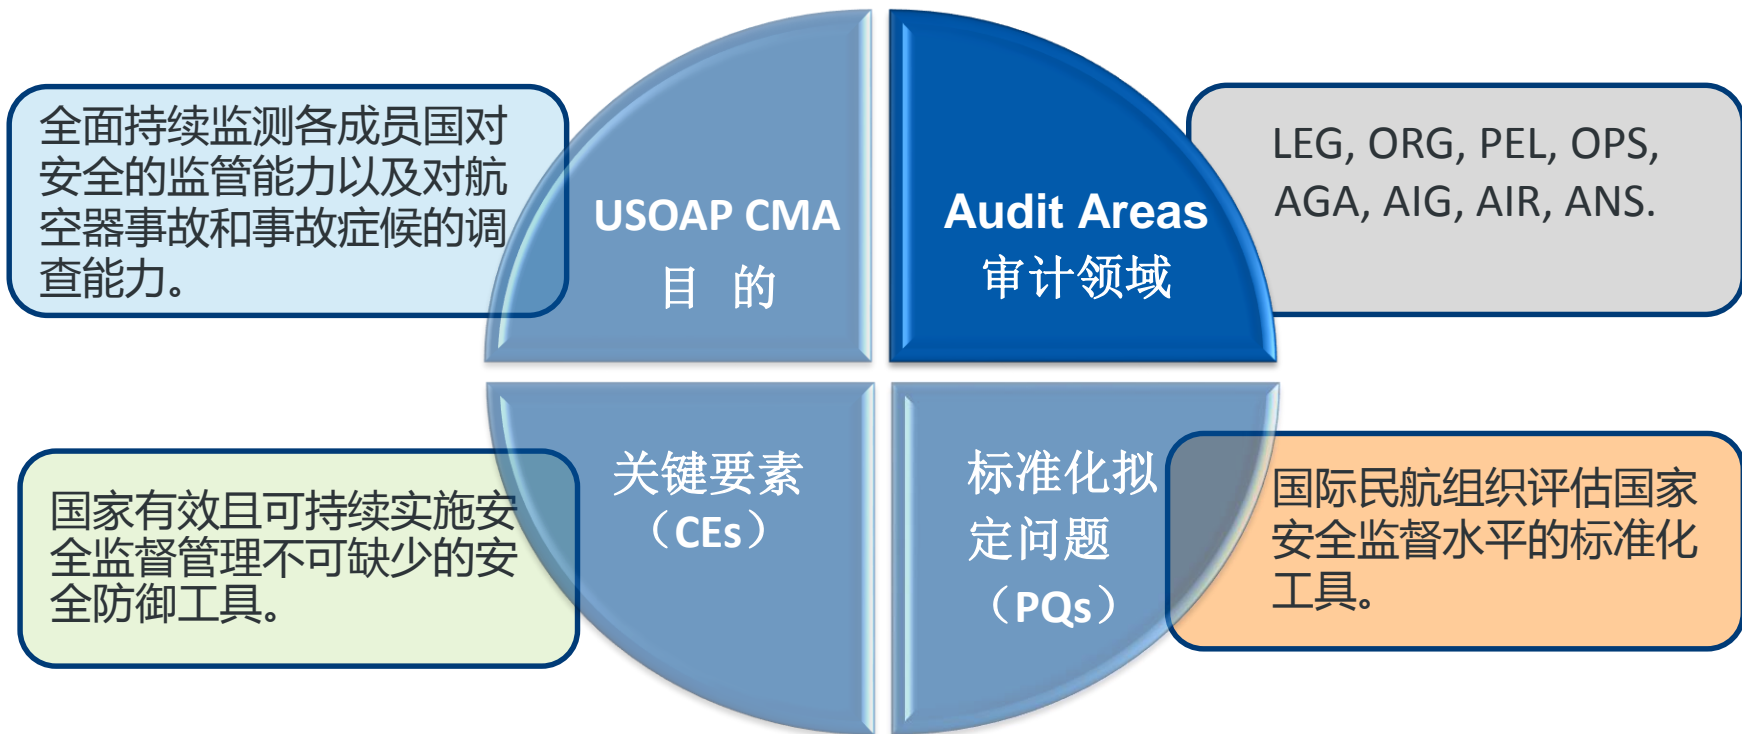 全面持续监测各成员国对
安全的监管能力以及对航
空器事故和事故症候的调
查能力。
USOAP CMA
目 的
Audit Areas
审计领域
LEG, ORG, PEL, OPS,
AGA, AIG, AIR, ANS.
国家有效且可持续实施安
全监督管理不可缺少的安
全防御工具。
关键要素
（CEs）
标准化拟
定问题
（PQs）
国际民航组织评估国家
安全监督水平的标准化
工具。